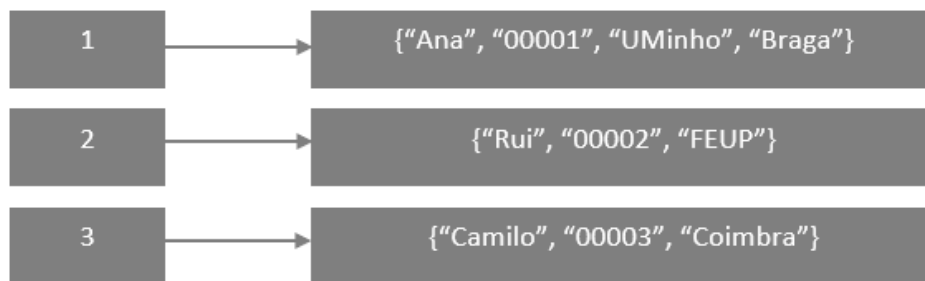 1
{“Ana”, “00001”, “UMinho”, “Braga”}
2
{“Rui”, “00002”, “FEUP”}
3
{“Camilo”, “00003”, “Coimbra”}